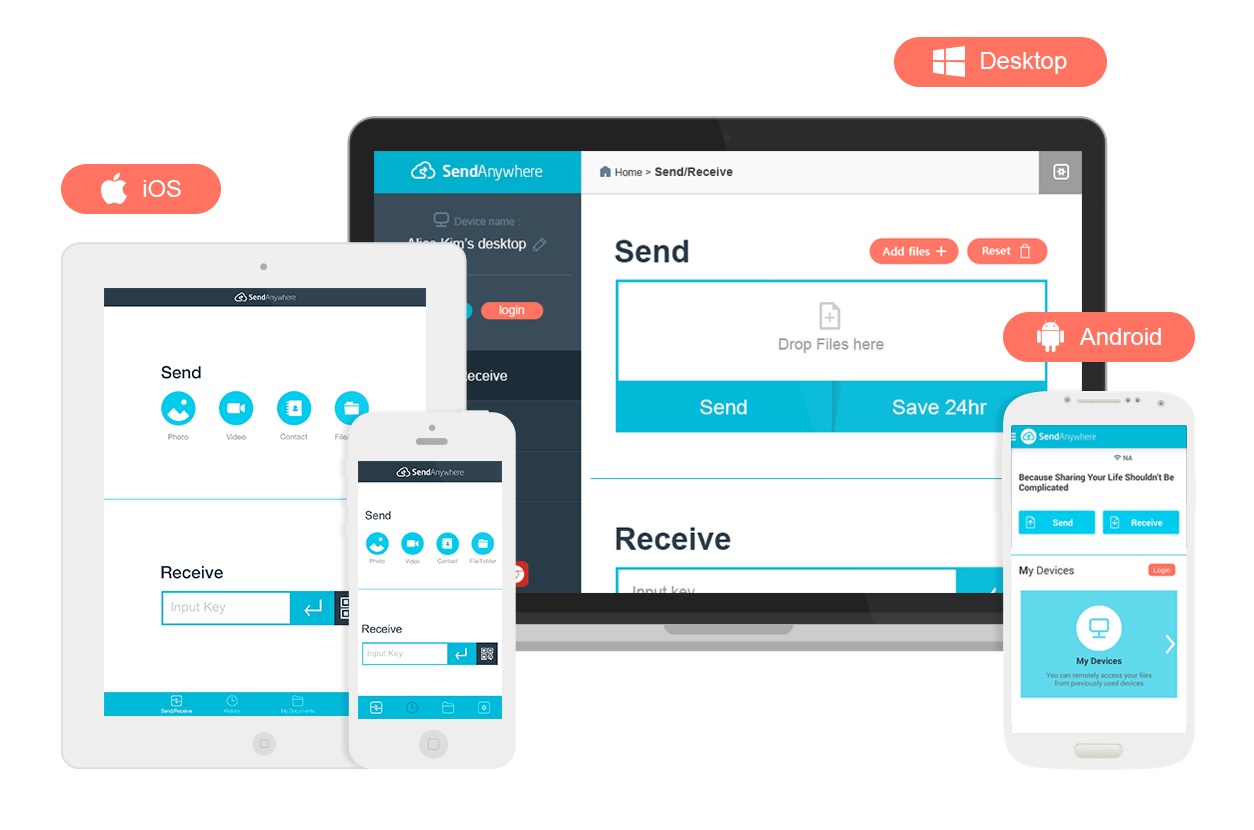 Desktop
iOS
SendAnywhere
Home > Send/Receive
Device name :
Alice Kim's desktop
login
Receive
Send
Add files +
Reset
Drop Files here
Send
Save 24hr
Receive
Input key
SendAnywhere
Send
Photo
Video
Contact
Receive
Input Key
Send/Receive
History
My Documents
SendAnywhere
Send
Photo
Video
Contact
File/Folder
Receive
Input Key
Android
SendAnywhere
NA
Because Sharing Your Life Shouldn't Be
Complicated
Send
Receive
My Devices
Login
My Devices
You can remotely access your files
from previously used devices